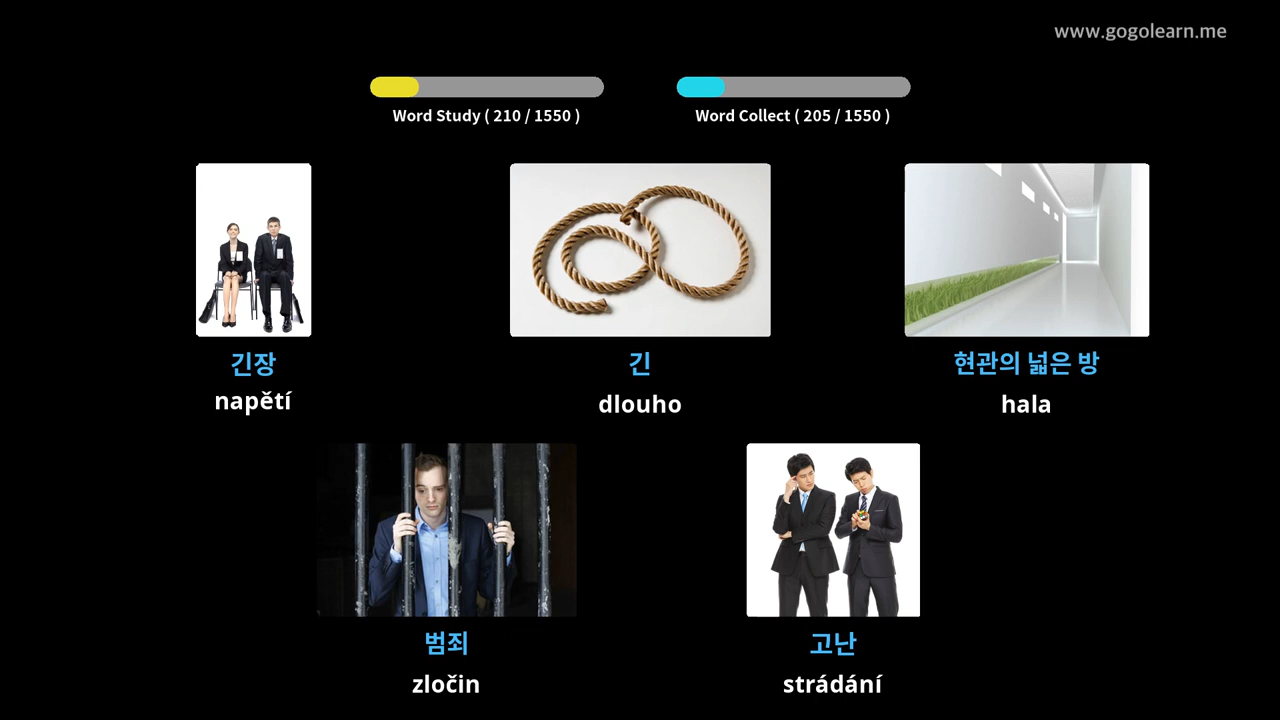 www.gogolearn.me
Word Study ( 210 / 1550 )
Word Collect ( 205 / 1550 )
긴장
napětí
긴
dlouho
현관의 넓은 방
hala
범죄
zločin
고난
strádání